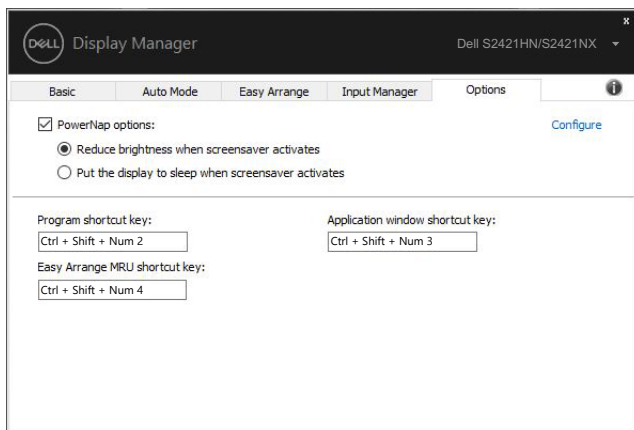 x
DELL Display Manager Dell S2421HN/S2421NX
Basic Auto Mode Easy Arrange Input Manager Options i
PowerNap options: Configure
Reduce brightness when screensaver activates
Put the display to sleep when screensaver activates
Program shortcut key: Application window shortcut key:
Ctrl + Shift + Num 2 Ctrl + Shift + Num 3
Easy Arrange MRU shortcut key:
Ctrl + Shift + Num 4